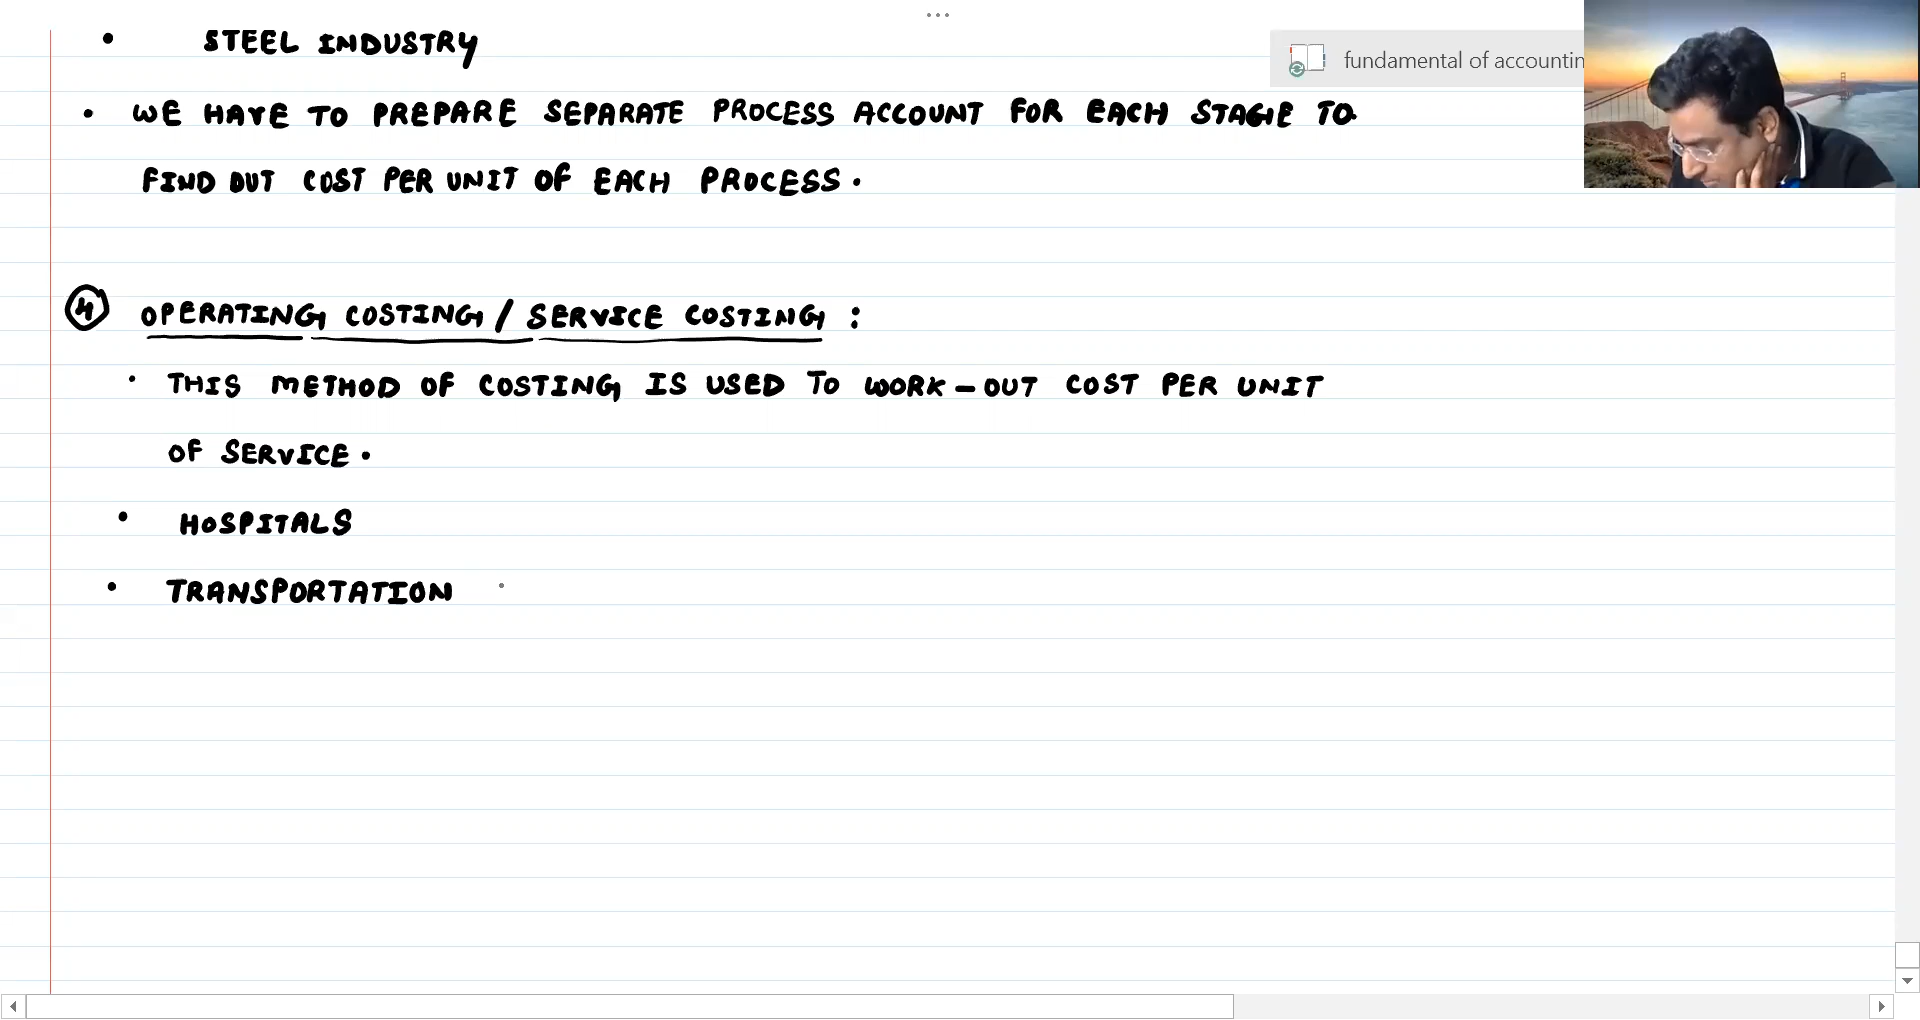 • STEEL INDUSTRY
fundamental of accountin
• WE HAVE TO PREPARE SEPARATE PROCESS ACCOUNT FOR EACH STAGE TO
FIND OUT COST PER UNIT OF EACH PROCESS.
4 OPERATING COSTING / SERVICE COSTING :
• THIS METHOD OF COSTING IS USED TO WORK-OUT COST PER UNIT
OF SERVICE.
• HOSPITALS
• TRANSPORTATION